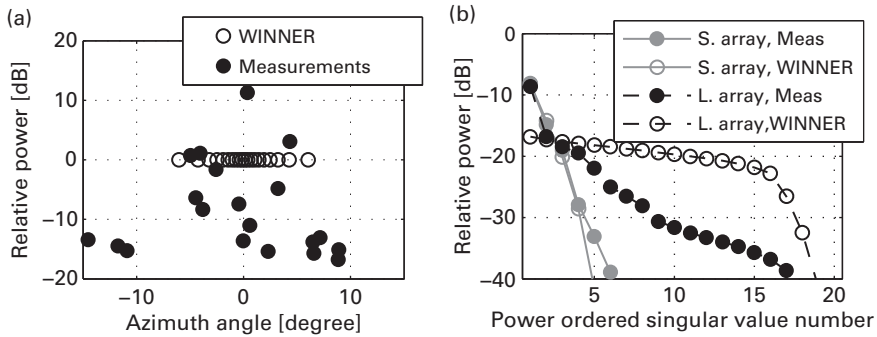 (a)
20
10
0
−10
−20
Relative power [dB]
WINNER
Measurements
−10
0
10
Azimuth angle [degree]
(b)
0
−10
−20
−30
−40
Relative power [dB]
S. array, Meas
S. array, WINNER
L. array, Meas
L. array,WINNER
5
10
15
20
Power ordered singular value number